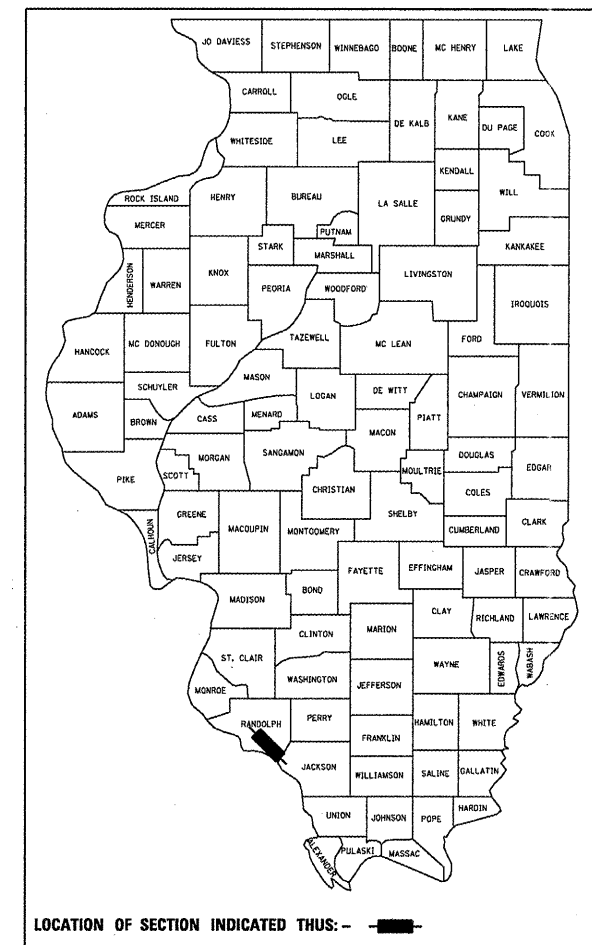 JO DAVIESS
STEPHENSON
WINNEBAGO
BOONE
MC HENRY
LAKE
CARROLL
OGLE
DE KALB
KANE
DU PAGE
COOK
WHITESIDE
LEE
KENDALL
WILL
ROCK ISLAND
HENRY
BUREAU
LA SALLE
GRUNDY
MERCER
PUTNAM
KANKAKEE
STARK
MARSHALL
LIVINGSTON
HENDERSON
WARREN
KNOX
PEORIA
WOODFORD
IROQUOIS
HANCOCK
MC DONOUGH
FULTON
TAZEWELL
MC LEAN
FORD
SCHUYLER
MASON
LOGAN
DE WITT
CHAMPAIGN
VERMILION
ADAMS
BROWN
CASS
MENARD
MACON
PIATT
MORGAN
SANGAMON
DOUGLAS
EDGAR
PIKE
SCOTT
CHRISTIAN
MOULTRIE
COLES
GREENE
MACOUPIN
MONTGOMERY
SHELBY
CUMBERLAND
CLARK
CALHOUN
JERSEY
FAYETTE
EFFINGHAM
JASPER
CRAWFORD
MADISON
BOND
CLAY
RICHLAND
LAWRENCE
CLINTON
MARION
ST. CLAIR
WAYNE
EDWARDS
WABASH
MONROE
WASHINGTON
JEFFERSON
RANDOLPH
PERRY
HAMILTON
WHITE
FRANKLIN
JACKSON
WILLIAMSON
SALINE
GALLATIN
UNION
JOHNSON
POPE
HARDIN
ALEXANDER
PULASKI
MASSAC
LOCATION OF SECTION INDICATED THUS: -